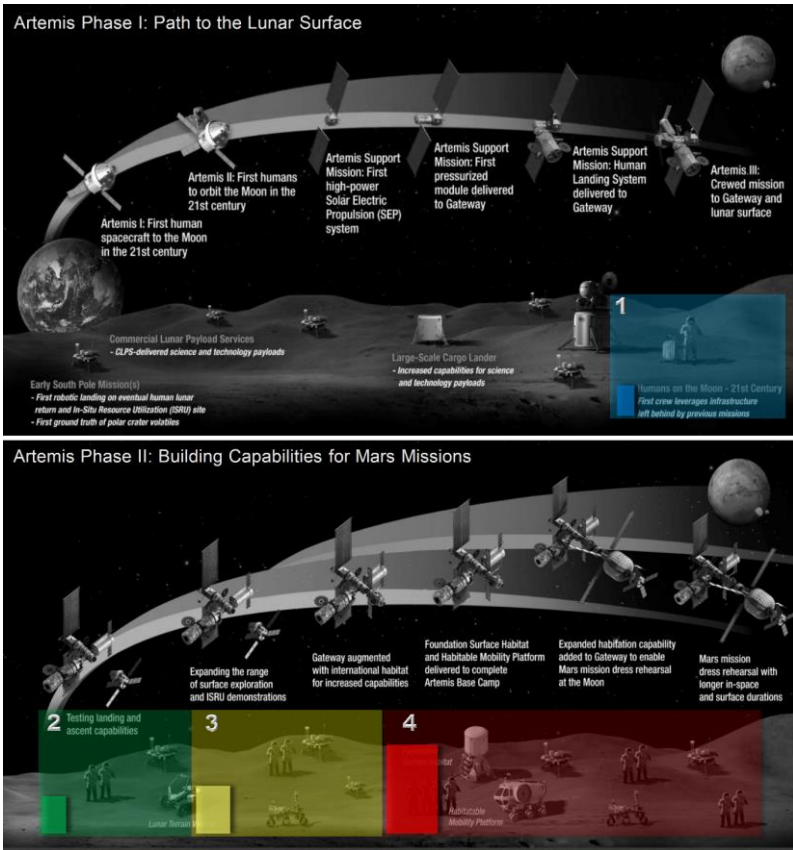 Artemis Phase I: Path to the Lunar Surface
Artemis I: First human
spacecraft to the Moon
in the 21st century
Artemis II: First humans
to orbit the Moon in the
21st century
Artemis Support
Mission: First
high-power
Solar Electric
Propulsion (SEP)
system
Artemis Support
Mission: First
pressurized
module delivered
to Gateway
Artemis Support
Mission: Human
Landing System
delivered to
Gateway
Artemis III:
Crewed mission
to Gateway and
lunar surface
Commercial Lunar Payload Services
- CLPS-delivered science and technology payloads
Early South Pole Mission(s)
- First robotic landing on eventual human lunar
return and In-Situ Resource Utilization (ISRU) site
- First ground truth of polar crater volatiles
Large-Scale Cargo Lander
- Increased capabilities for science
and technology payloads
1
Humans on the Moon - 21st Century
First crew leverages infrastructure
left behind by previous missions
Artemis Phase II: Building Capabilities for Mars Missions
Expanding the range
of surface exploration
and ISRU demonstrations
Gateway augmented
with international habitat
for increased capabilities
Foundation Surface Habitat
and Habitable Mobility Platform
delivered to complete
Artemis Base Camp
Expanded habitation capability
added to Gateway to enable
Mars mission dress rehearsal
at the Moon
Mars mission
dress rehearsal with
longer in-space
and surface durations
2
Testing landing and
ascent capabilities
Lunar Terrain
3
4
Habitatable
Mobility Platform